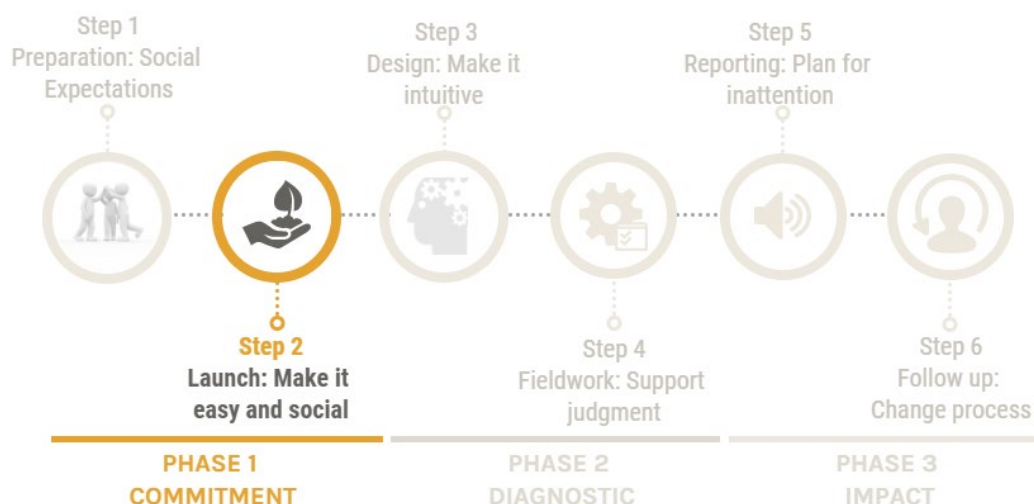 Step 1
Preparation: Social
Expectations
Step 3
Design: Make it
intuitive
Step 5
Reporting: Plan for
inattention
Step 2
Launch: Make it
easy and social
Step 4
Fieldwork: Support
judgment
Step 6
Follow up:
Change process
PHASE 1
COMMITMENT
PHASE 2
DIAGNOSTIC
PHASE 3
IMPACT